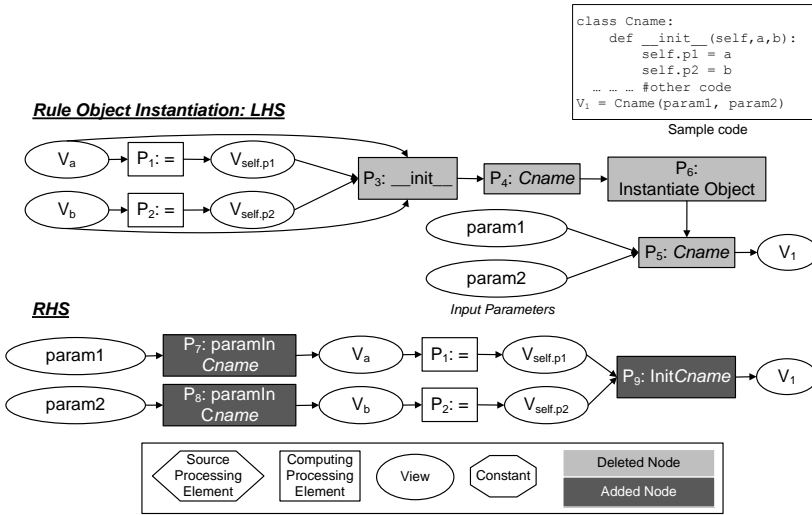 class Cname:
def __init__(self,a,b):
self.p1 = a
self.p2 = b
… … … #other code
V1 = Cname(param1, param2)
Sample code
Rule Object Instantiation: LHS
Va
P1: =
Vself.p1
Vb
P2: =
Vself.p2
P3: __init__
P4: Cname
P6:
Instantiate Object
param1
param2
Input Parameters
P5: Cname
V1
RHS
param1
P7: paramIn
Cname
Va
P1: =
Vself.p1
param2
P8: paramIn
Cname
Vb
P2: =
Vself.p2
P9: InitCname
V1
Source
Processing
Element
Computing
Processing
Element
View
Constant
Deleted Node
Added Node